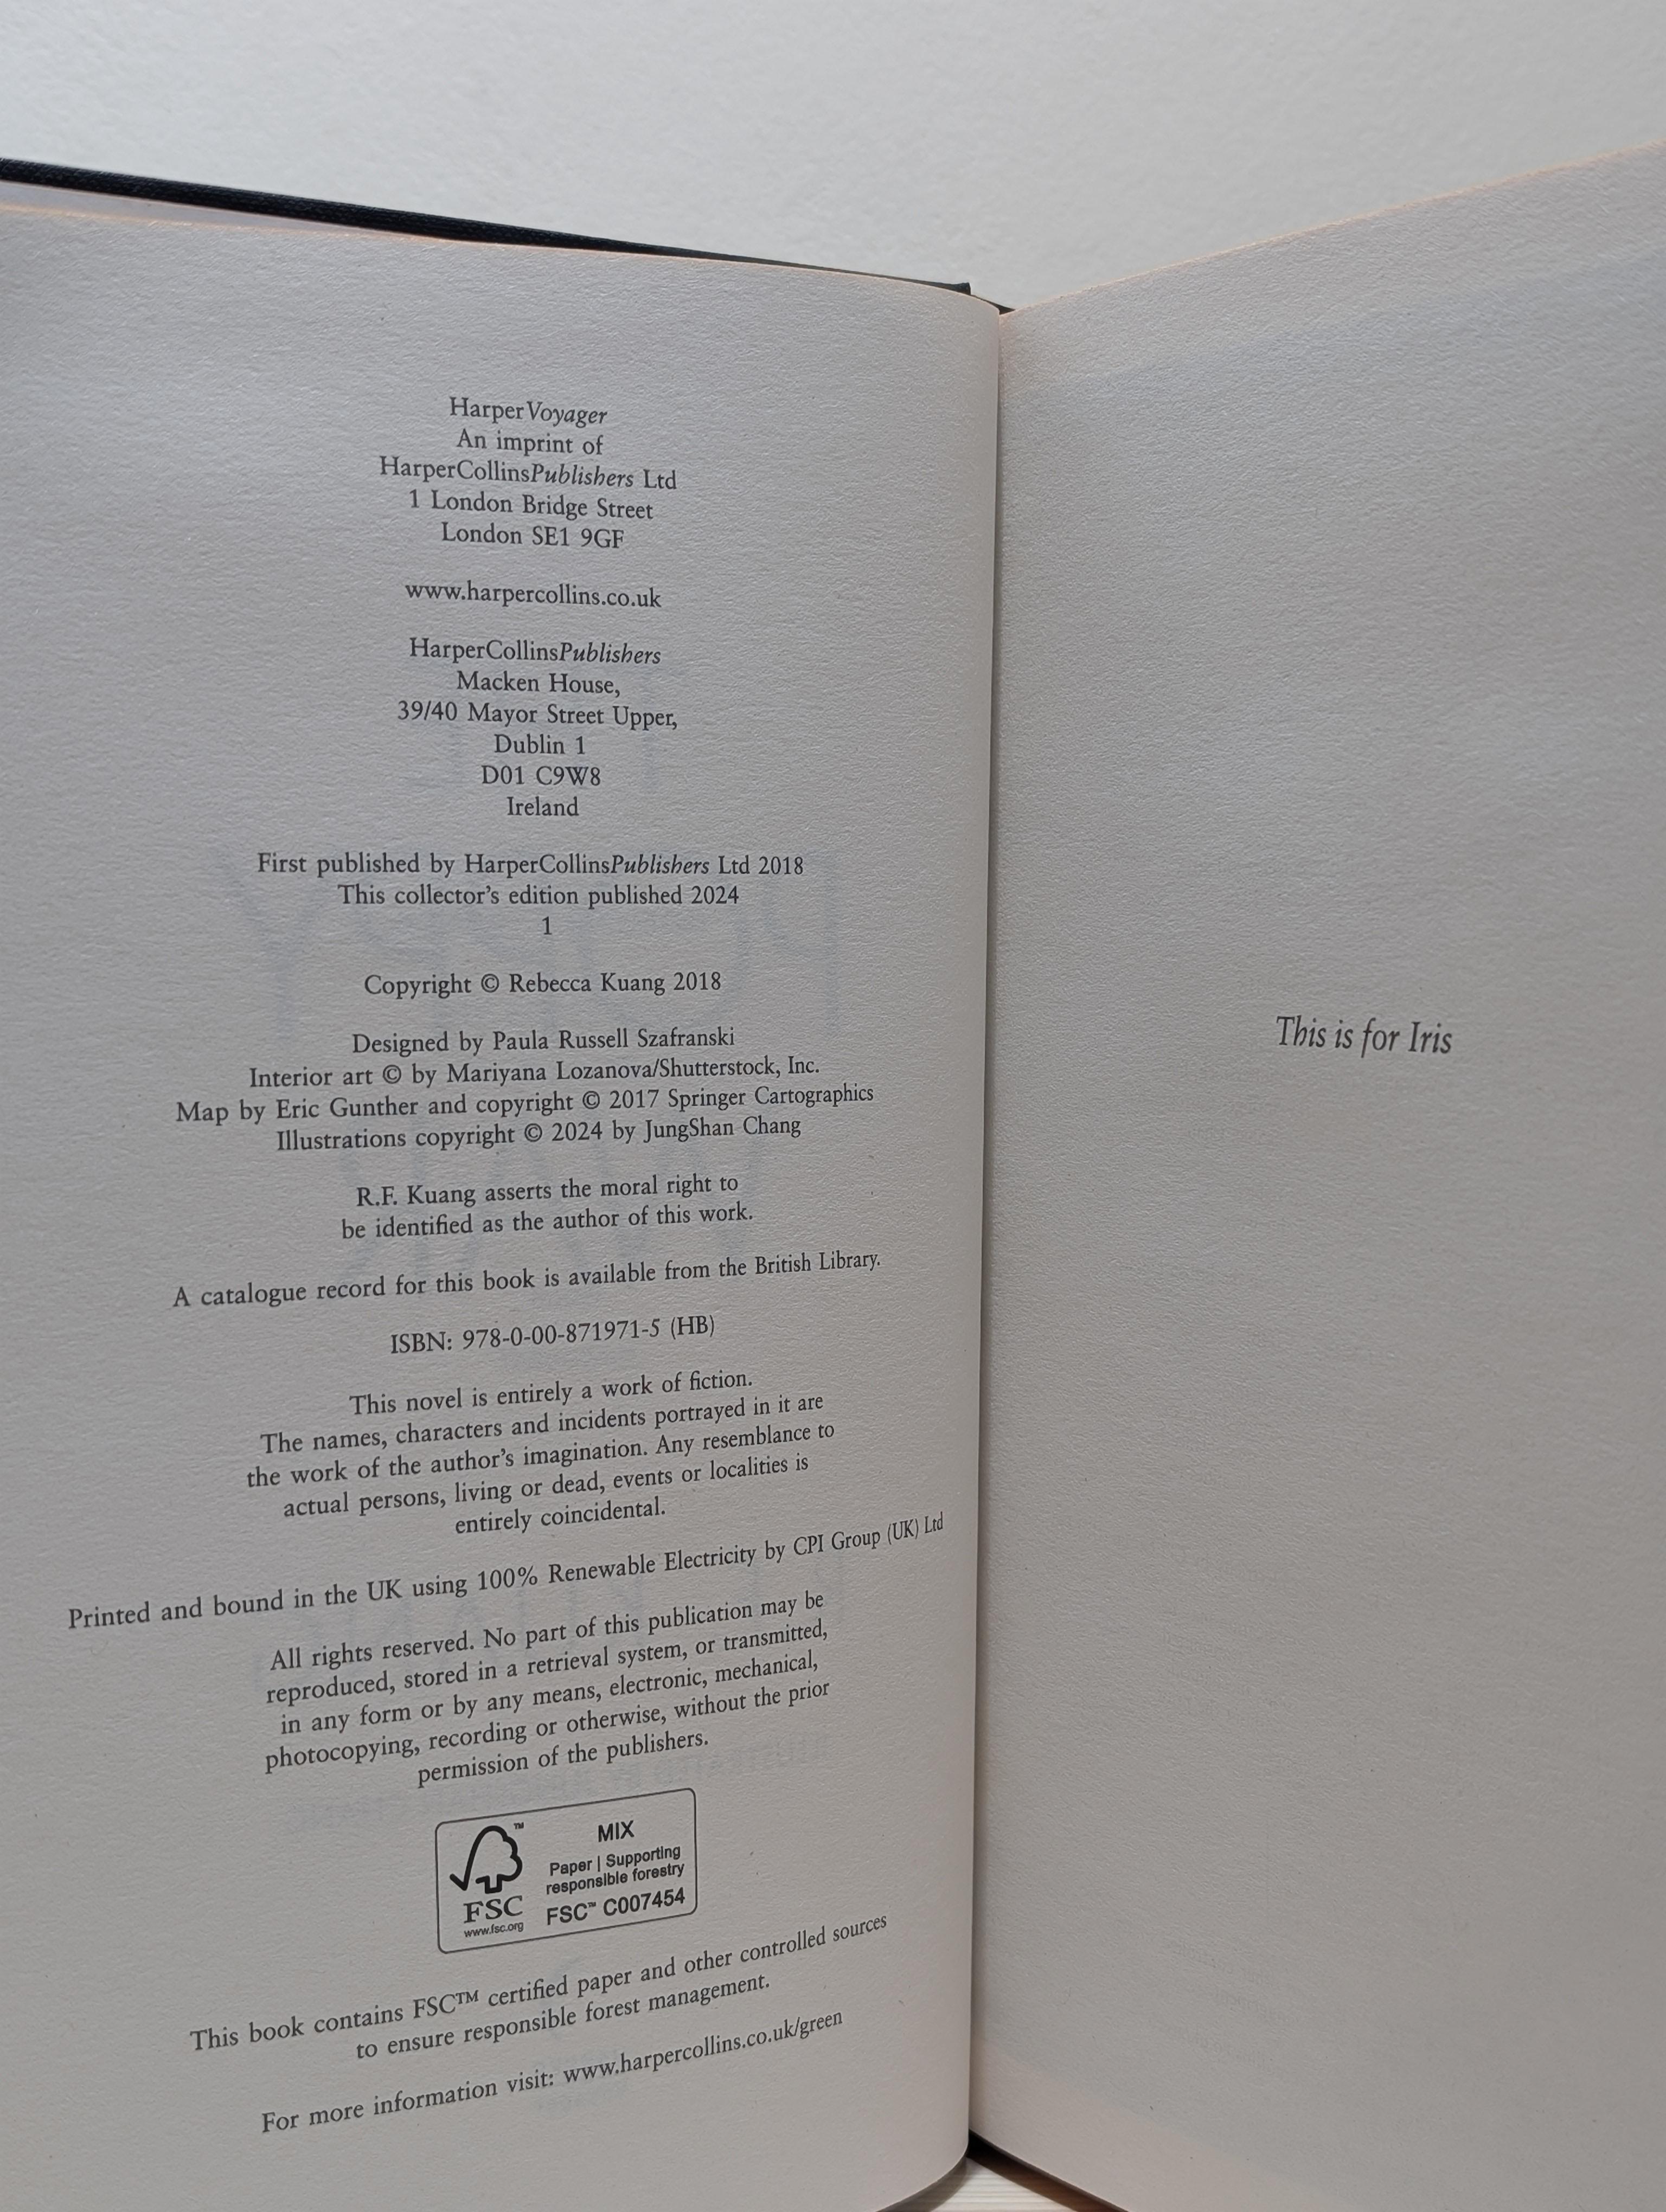 HarperVoyager
An imprint of
HarperCollinsPublishers Ltd
1 London Bridge Street
London SE1 9GF
www.harpercollins.co.uk
HarperCollinsPublishers
Macken House,
39/40 Mayor Street Upper,
Dublin 1
D01 C9W8
Ireland
First published by HarperCollinsPublishers Ltd 2018
This collector's edition published 2024
1
Copyright © Rebecca Kuang 2018
Designed by Paula Russell Szafranski
Interior art © by Mariyana Lozanova/Shutterstock, Inc.
Map by Eric Gunther and copyright © 2017 Springer Cartographics
Illustrations copyright © 2024 by JungShan Chang
R.F. Kuang asserts the moral right to
be identified as the author of this work.
A catalogue record for this book is available from the British Library.
ISBN: 978-0-00-871971-5 (HB)
This novel is entirely a work of fiction.
The names, characters and incidents portrayed in it are
the work of the author's imagination. Any resemblance to
actual persons, living or dead, events or localities is
entirely coincidental.
Printed and bound in the UK using 100% Renewable Electricity by CPI Group (UK) Ltd
All rights reserved. No part of this publication may be
reproduced, stored in a retrieval system, or transmitted,
in any form or by any means, electronic, mechanical,
photocopying, recording or otherwise, without the prior
permission of the publishers.
FSC
www.fsc.org
MIX
Paper | Supporting
responsible forestry
FSC™ C007454
This book contains FSC™ certified paper and other controlled sources
to ensure responsible forest management.
For more information visit: www.harpercollins.co.uk/green
This is for Iris